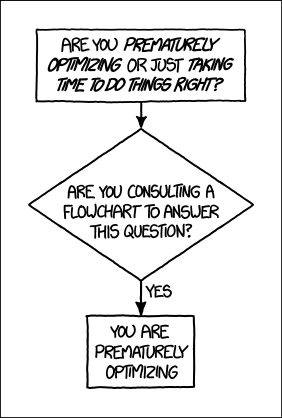 ARE YOU PREMATURELY
OPTIMIZING OR JUST TAKING
TIME TO DO THINGS RIGHT?
ARE YOU CONSULTING A
FLOWCHART TO ANSWER
THIS QUESTION?
YES
YOU ARE
PREMATURELY
OPTIMIZING